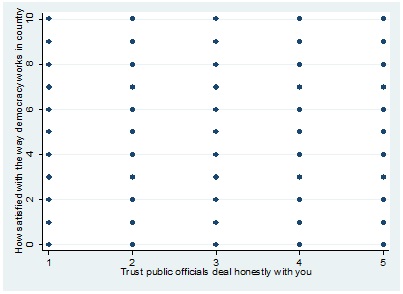 How satisfied with the way democracy works in country
10
8
6
4
2
0
1 2 3 4 5
Trust public officials deal honestly with you